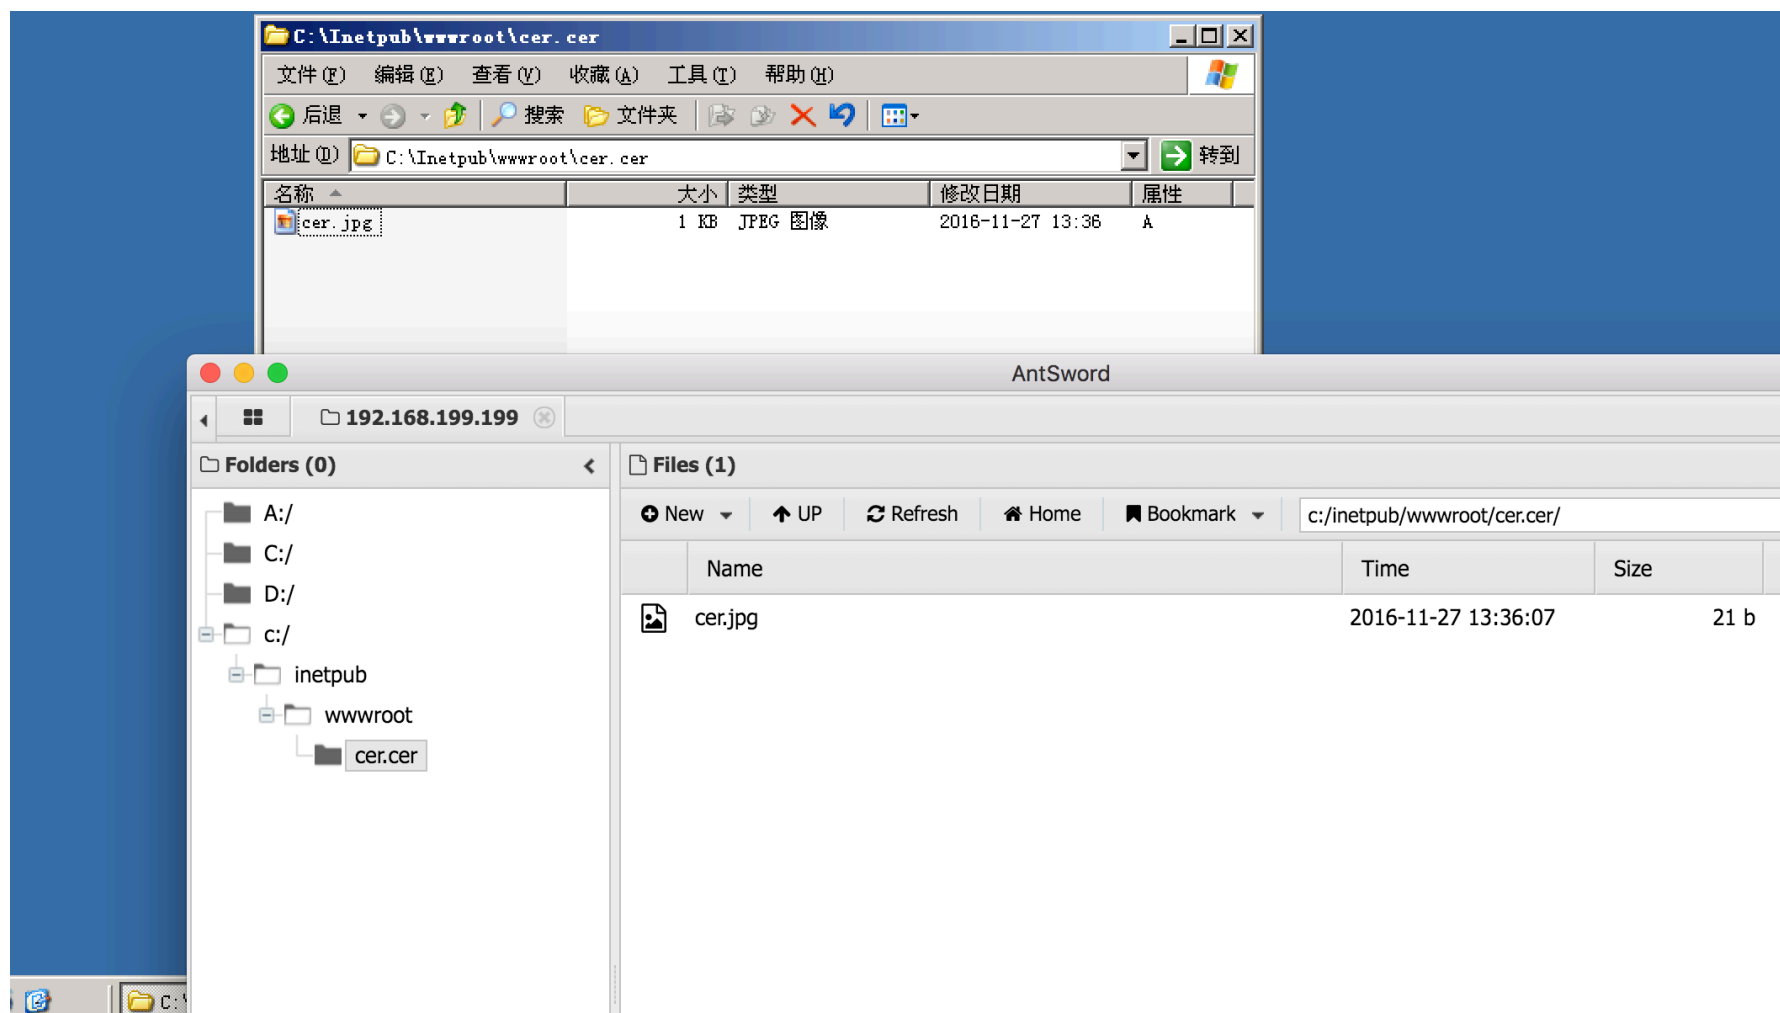 C:\Inetpub\wwwroot\cer.cer
文件(F) 编辑(E) 查看(V) 收藏(A) 工具(T) 帮助(H)
后退 搜索 文件夹
地址(D) C:\Inetpub\wwwroot\cer.cer 转到
名称 大小 类型 修改日期 属性
cer.jpg 1 KB JPEG 图像 2016-11-27 13:36 A
AntSword
192.168.199.199
Folders (0) Files (1)
New UP Refresh Home Bookmark c:/inetpub/wwwroot/cer.cer/
Name Time Size
cer.jpg 2016-11-27 13:36:07 21 b
A:/
C:/
D:/
c:/
inetpub
wwwroot
cer.cer
C:\